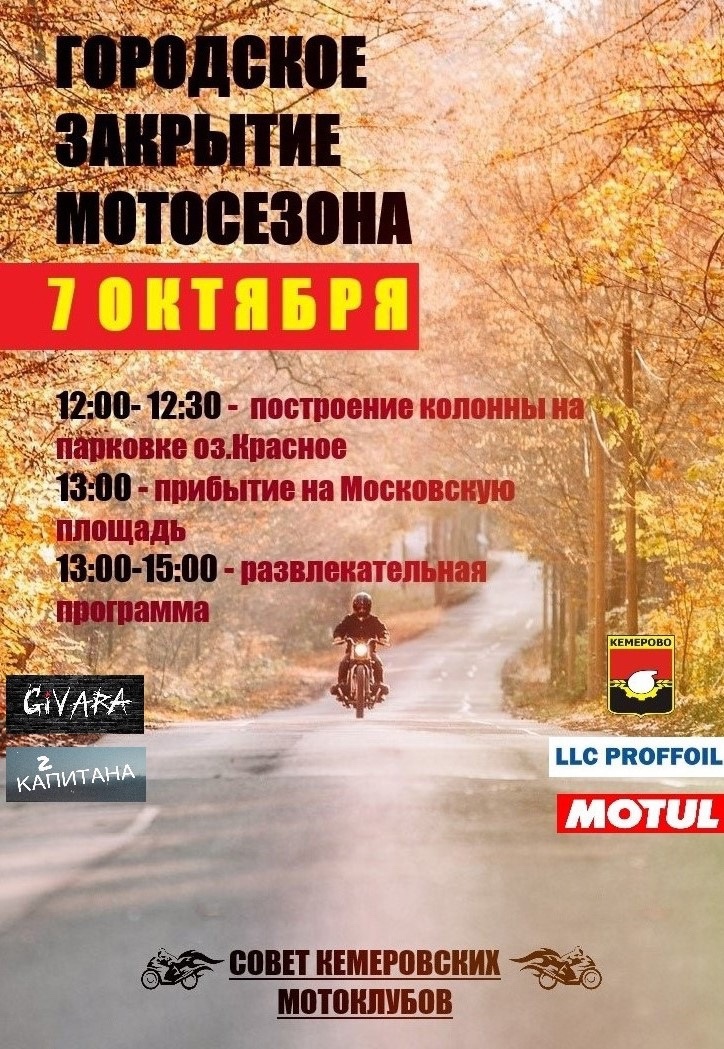 ГОРОДСКОЕ
ЗАКРЫТИЕ
МОТОСЕЗОНА
7 ОКТЯБРЯ
12:00- 12:30 - построение колонны на
парковке оз.Красное
13:00 - прибытие на Московскую
площадь
13:00-15:00 - развлекательная
программа
GiVARA
2
КАПИТАНА
КЕМЕРОВО
LLC PROFFOIL
MOTUL
СОВЕТ КЕМЕРОВСКИХ
МОТОКЛУБОВ